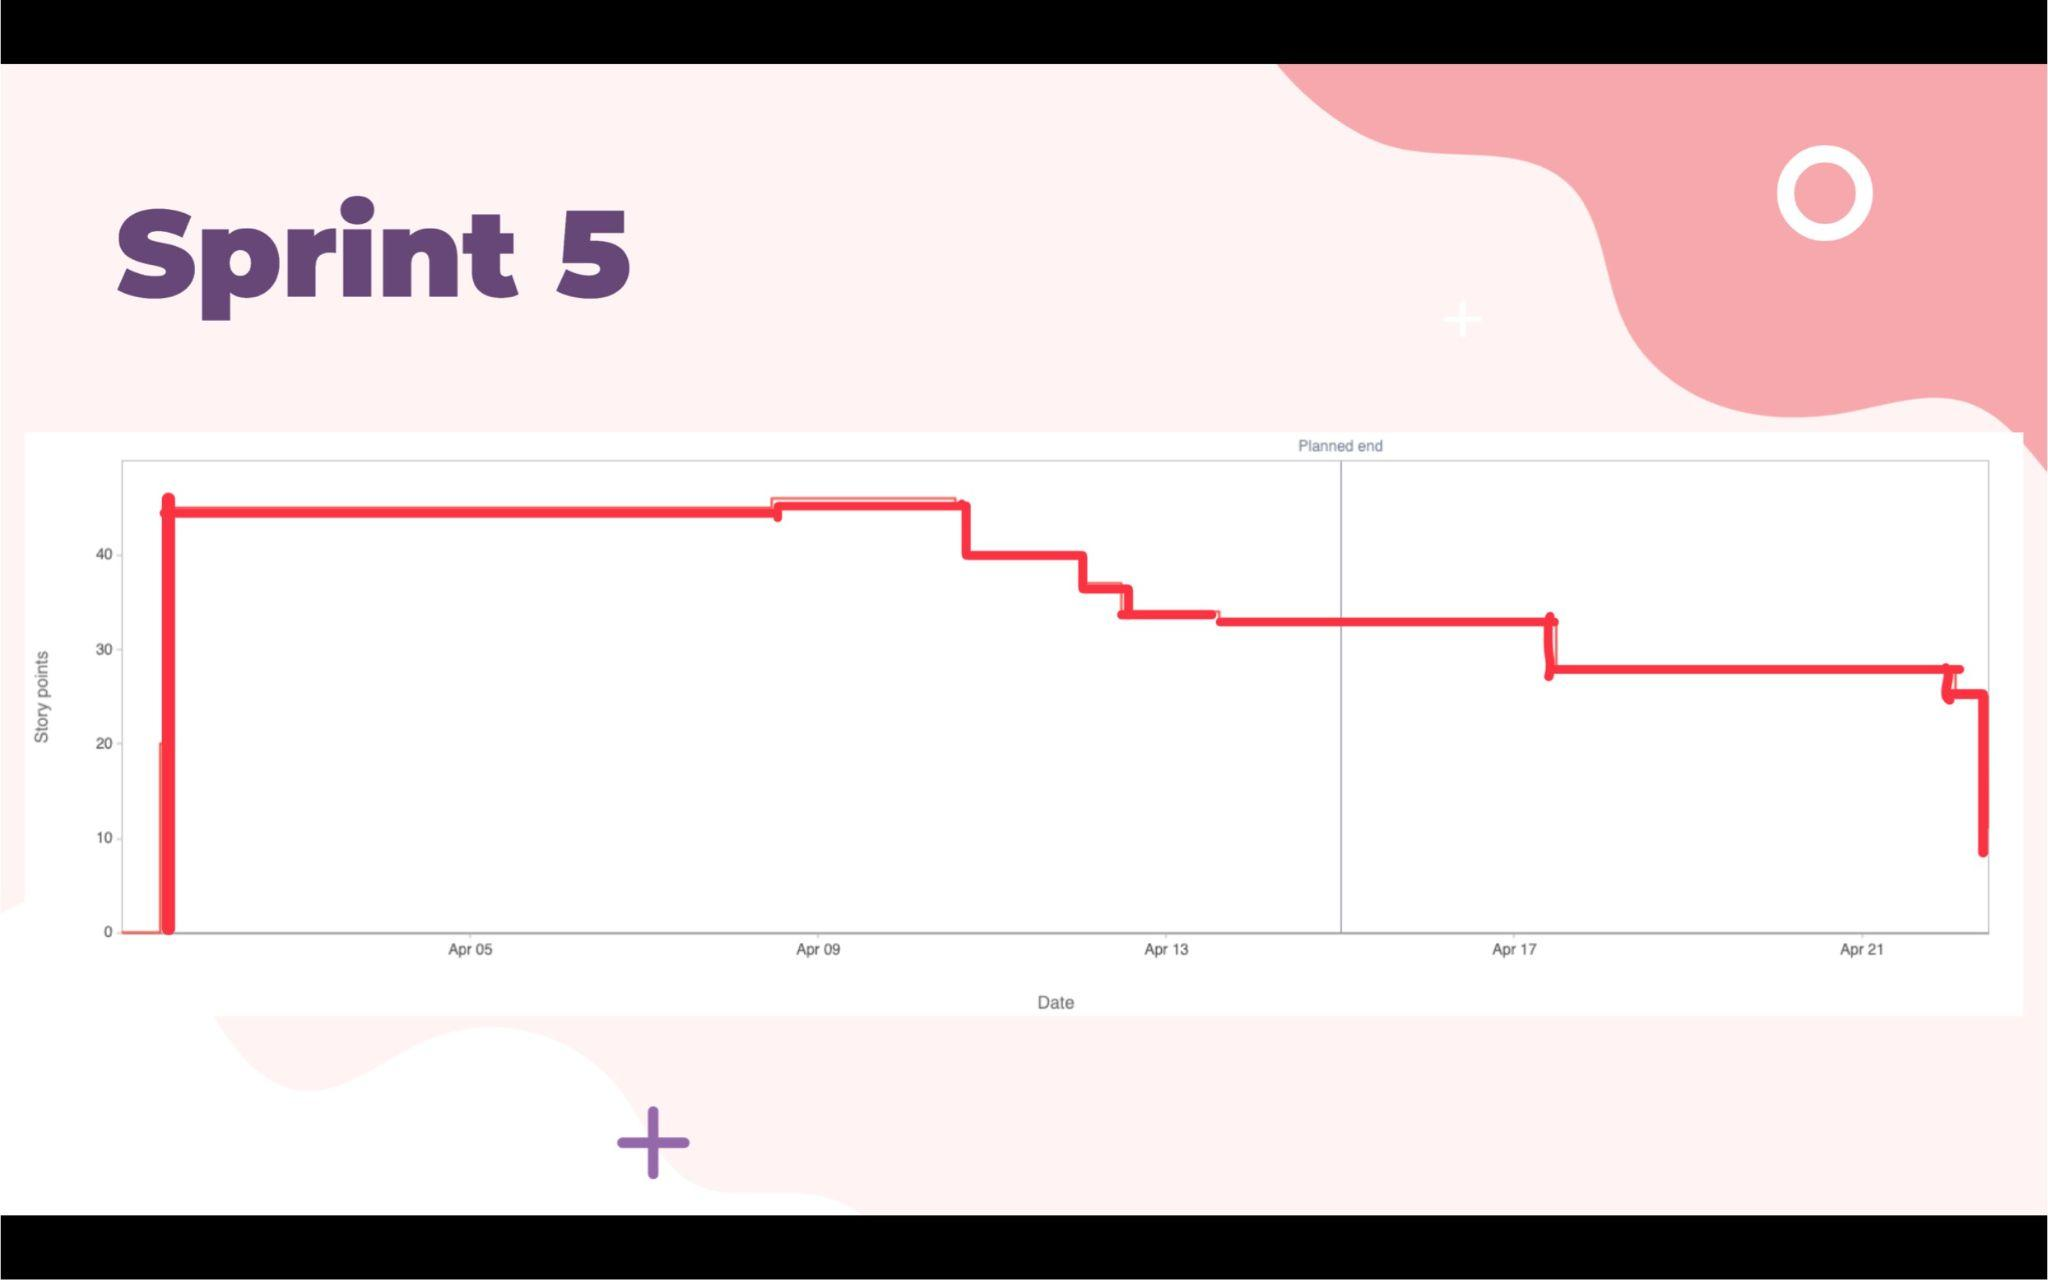 Sprint 5
Planned end
Story points
40
30
20
10
0
Apr 05
Apr 09
Apr 13
Apr 17
Apr 21
Date